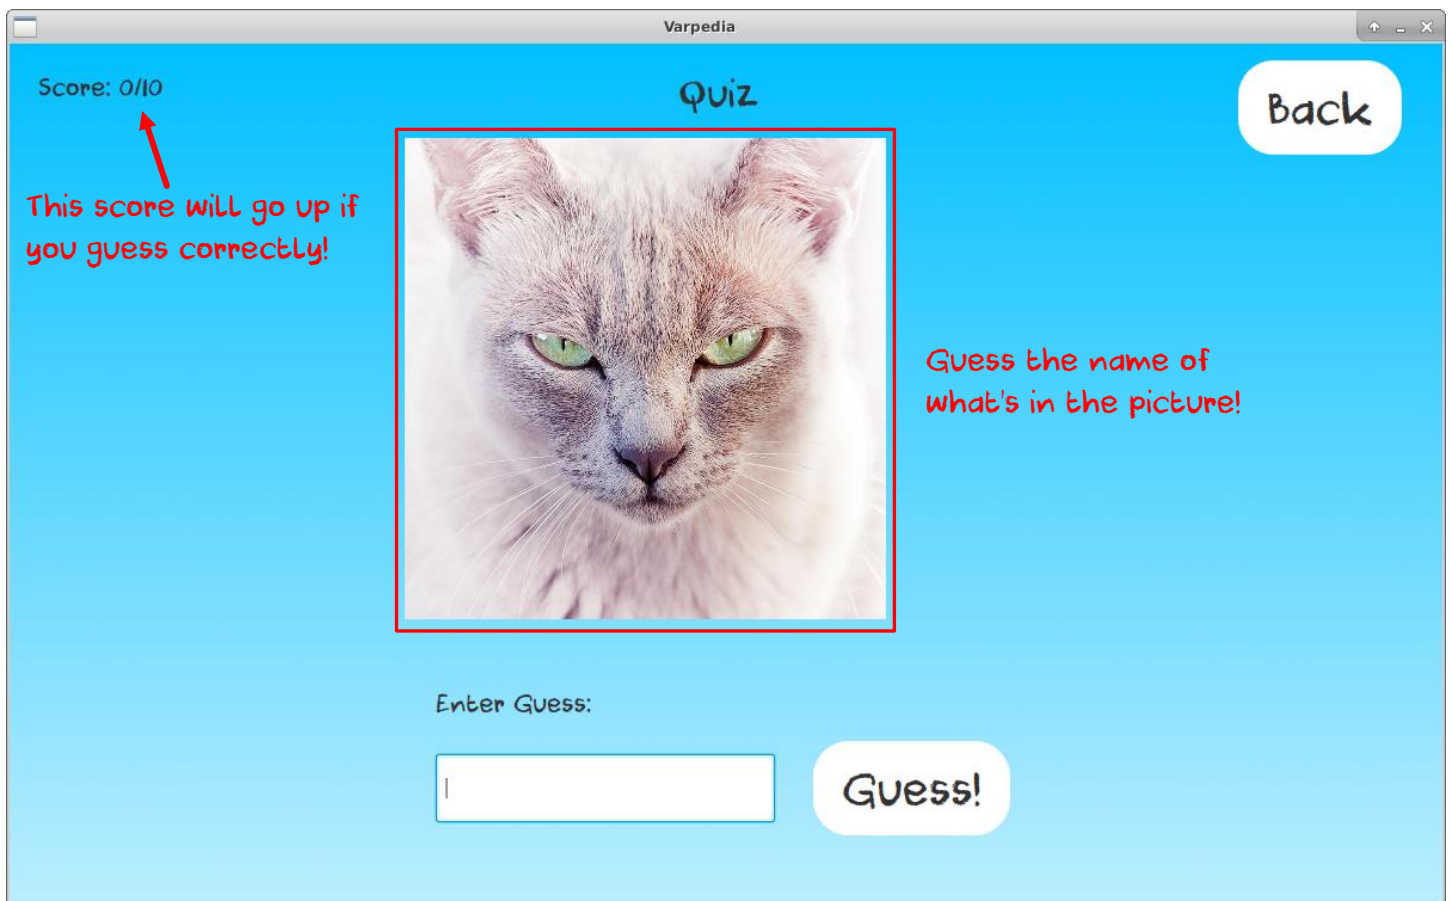 Varpedia
Score: 0/10
Quiz
Back
This score will go up if
you guess correctly!
Guess the name of
what's in the picture!
Enter Guess:
Guess!